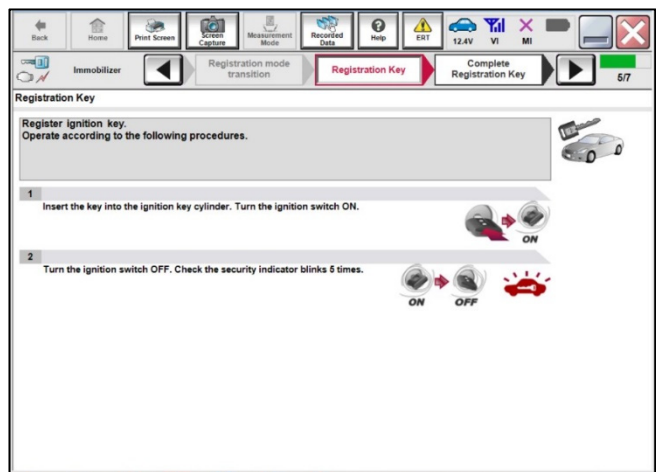 Back
Home
Print Screen
Screen
Capture
Measurement
Mode
Recorded
Data
Help
ERT
12.4V
VI
MI
Immobilizer
Registration mode
transition
Registration Key
Complete
Registration Key
5/7
Registration Key
Register ignition key.
Operate according to the following procedures.
1
Insert the key into the ignition key cylinder. Turn the ignition switch ON.
ON
2
Turn the ignition switch OFF. Check the security indicator blinks 5 times.
ON
OFF